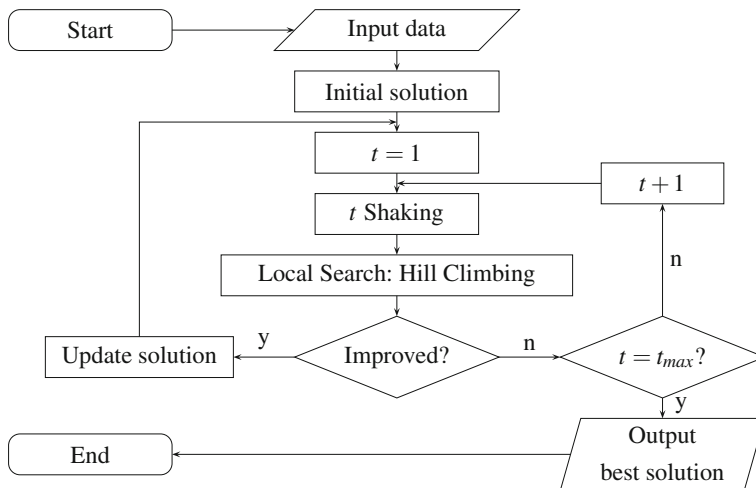 Start
Input data
Initial solution
t = 1
t + 1
t Shaking
n
Local Search: Hill Climbing
Update solution
y
Improved?
n
t = t_max?
y
Output
best solution
End